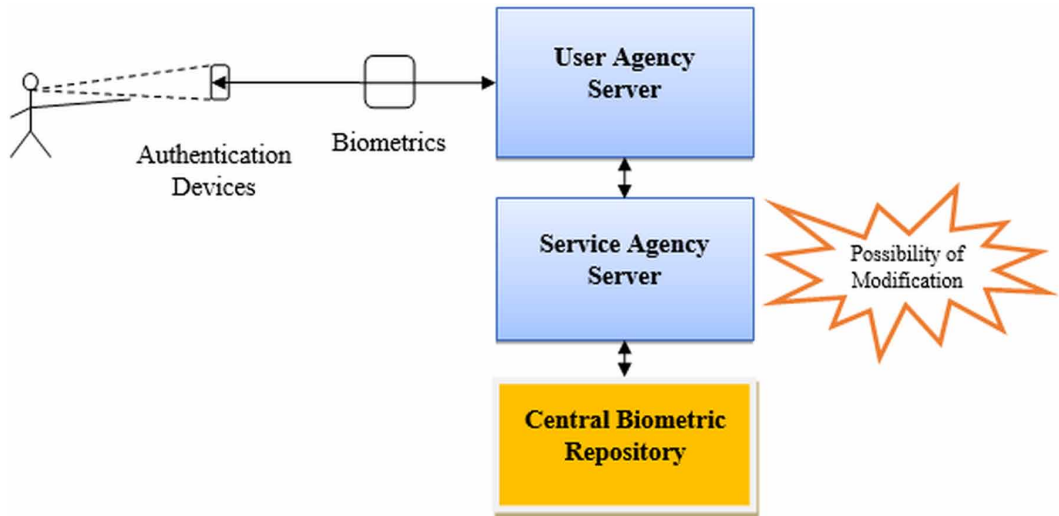 User Agency
Server
Biometrics
Authentication
Devices
Service Agency
Server
Possibility of
Modification
Central Biometric
Repository